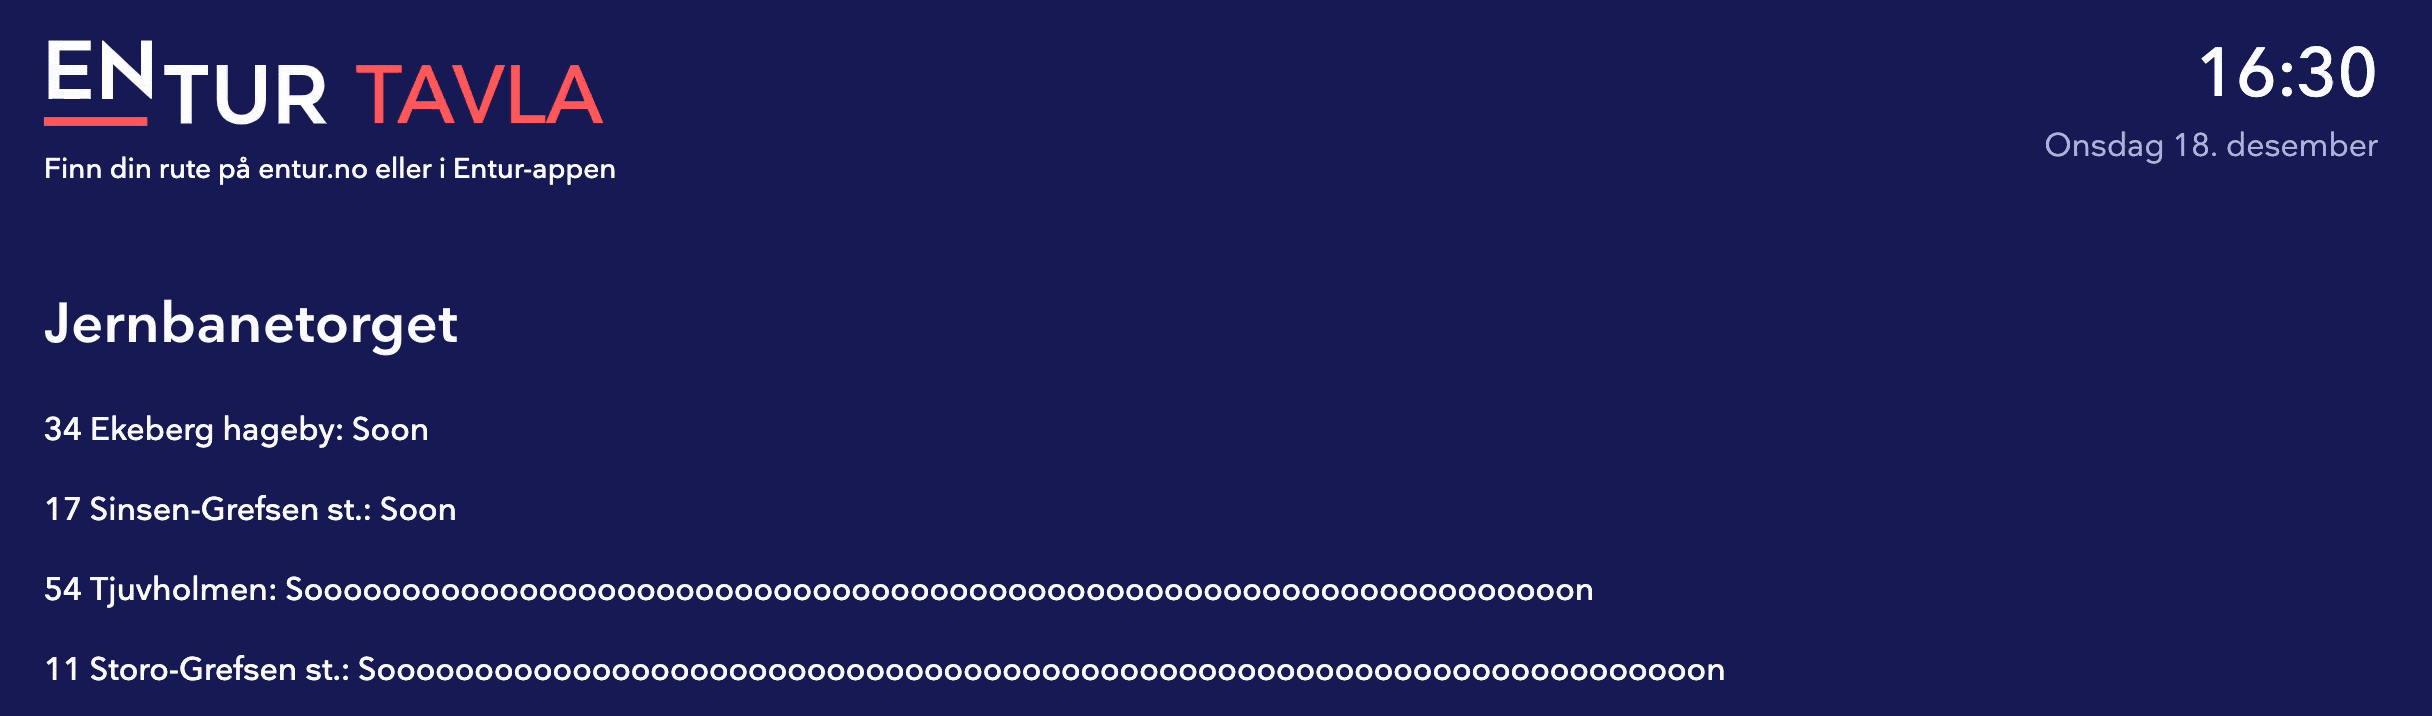 ENTUR TAVLA
16:30
Finn din rute på entur.no eller i Entur-appen
Onsdag 18. desember
Jernbanetorget
34 Ekeberg hageby: Soon
17 Sinsen-Grefsen st.: Soon
54 Tjuvholmen: Sooooooooooooooooooooooooooooooooooooooooooooooooooooooooooooooooon
11 Storo-Grefsen st.: Soooooooooooooooooooooooooooooooooooooooooooooooooooooooooooooooooooon